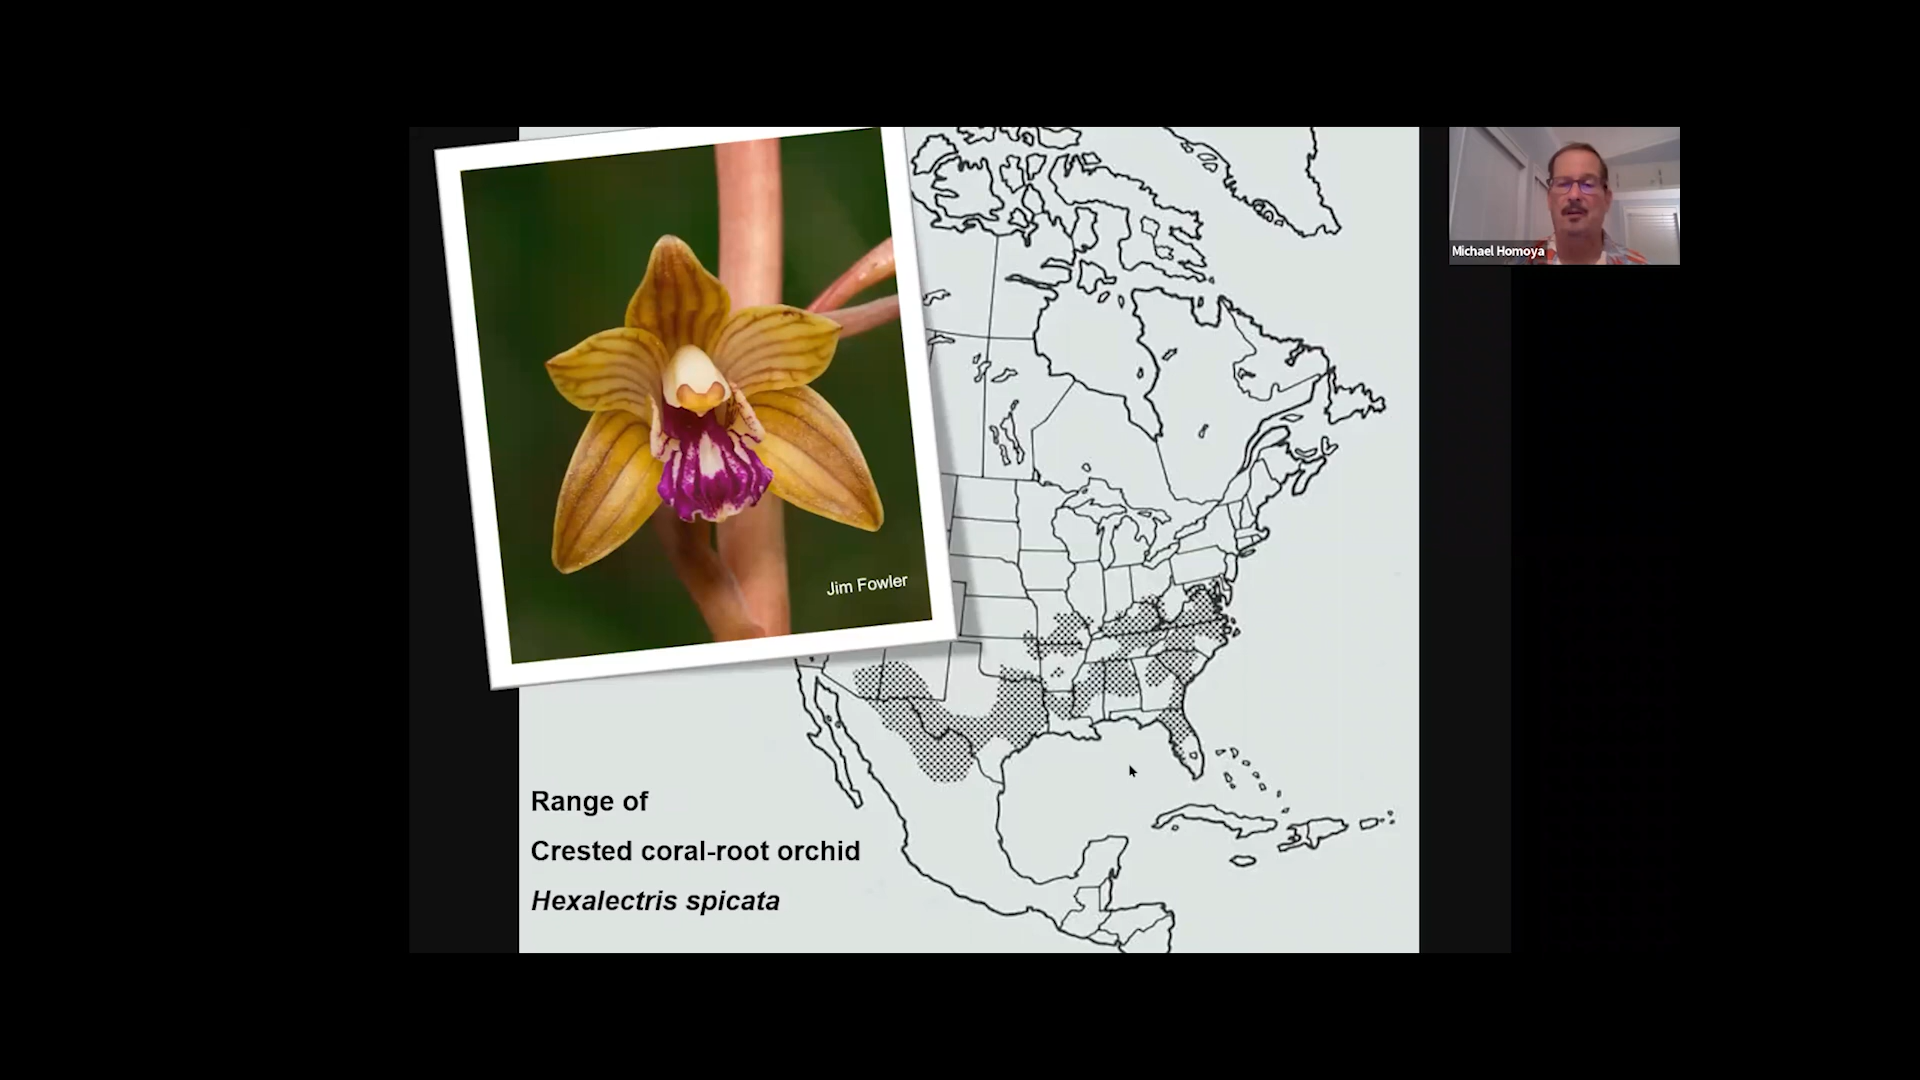 Michael Homoya
Jim Fowler
Range of
Crested coral-root orchid
Hexalectris spicata